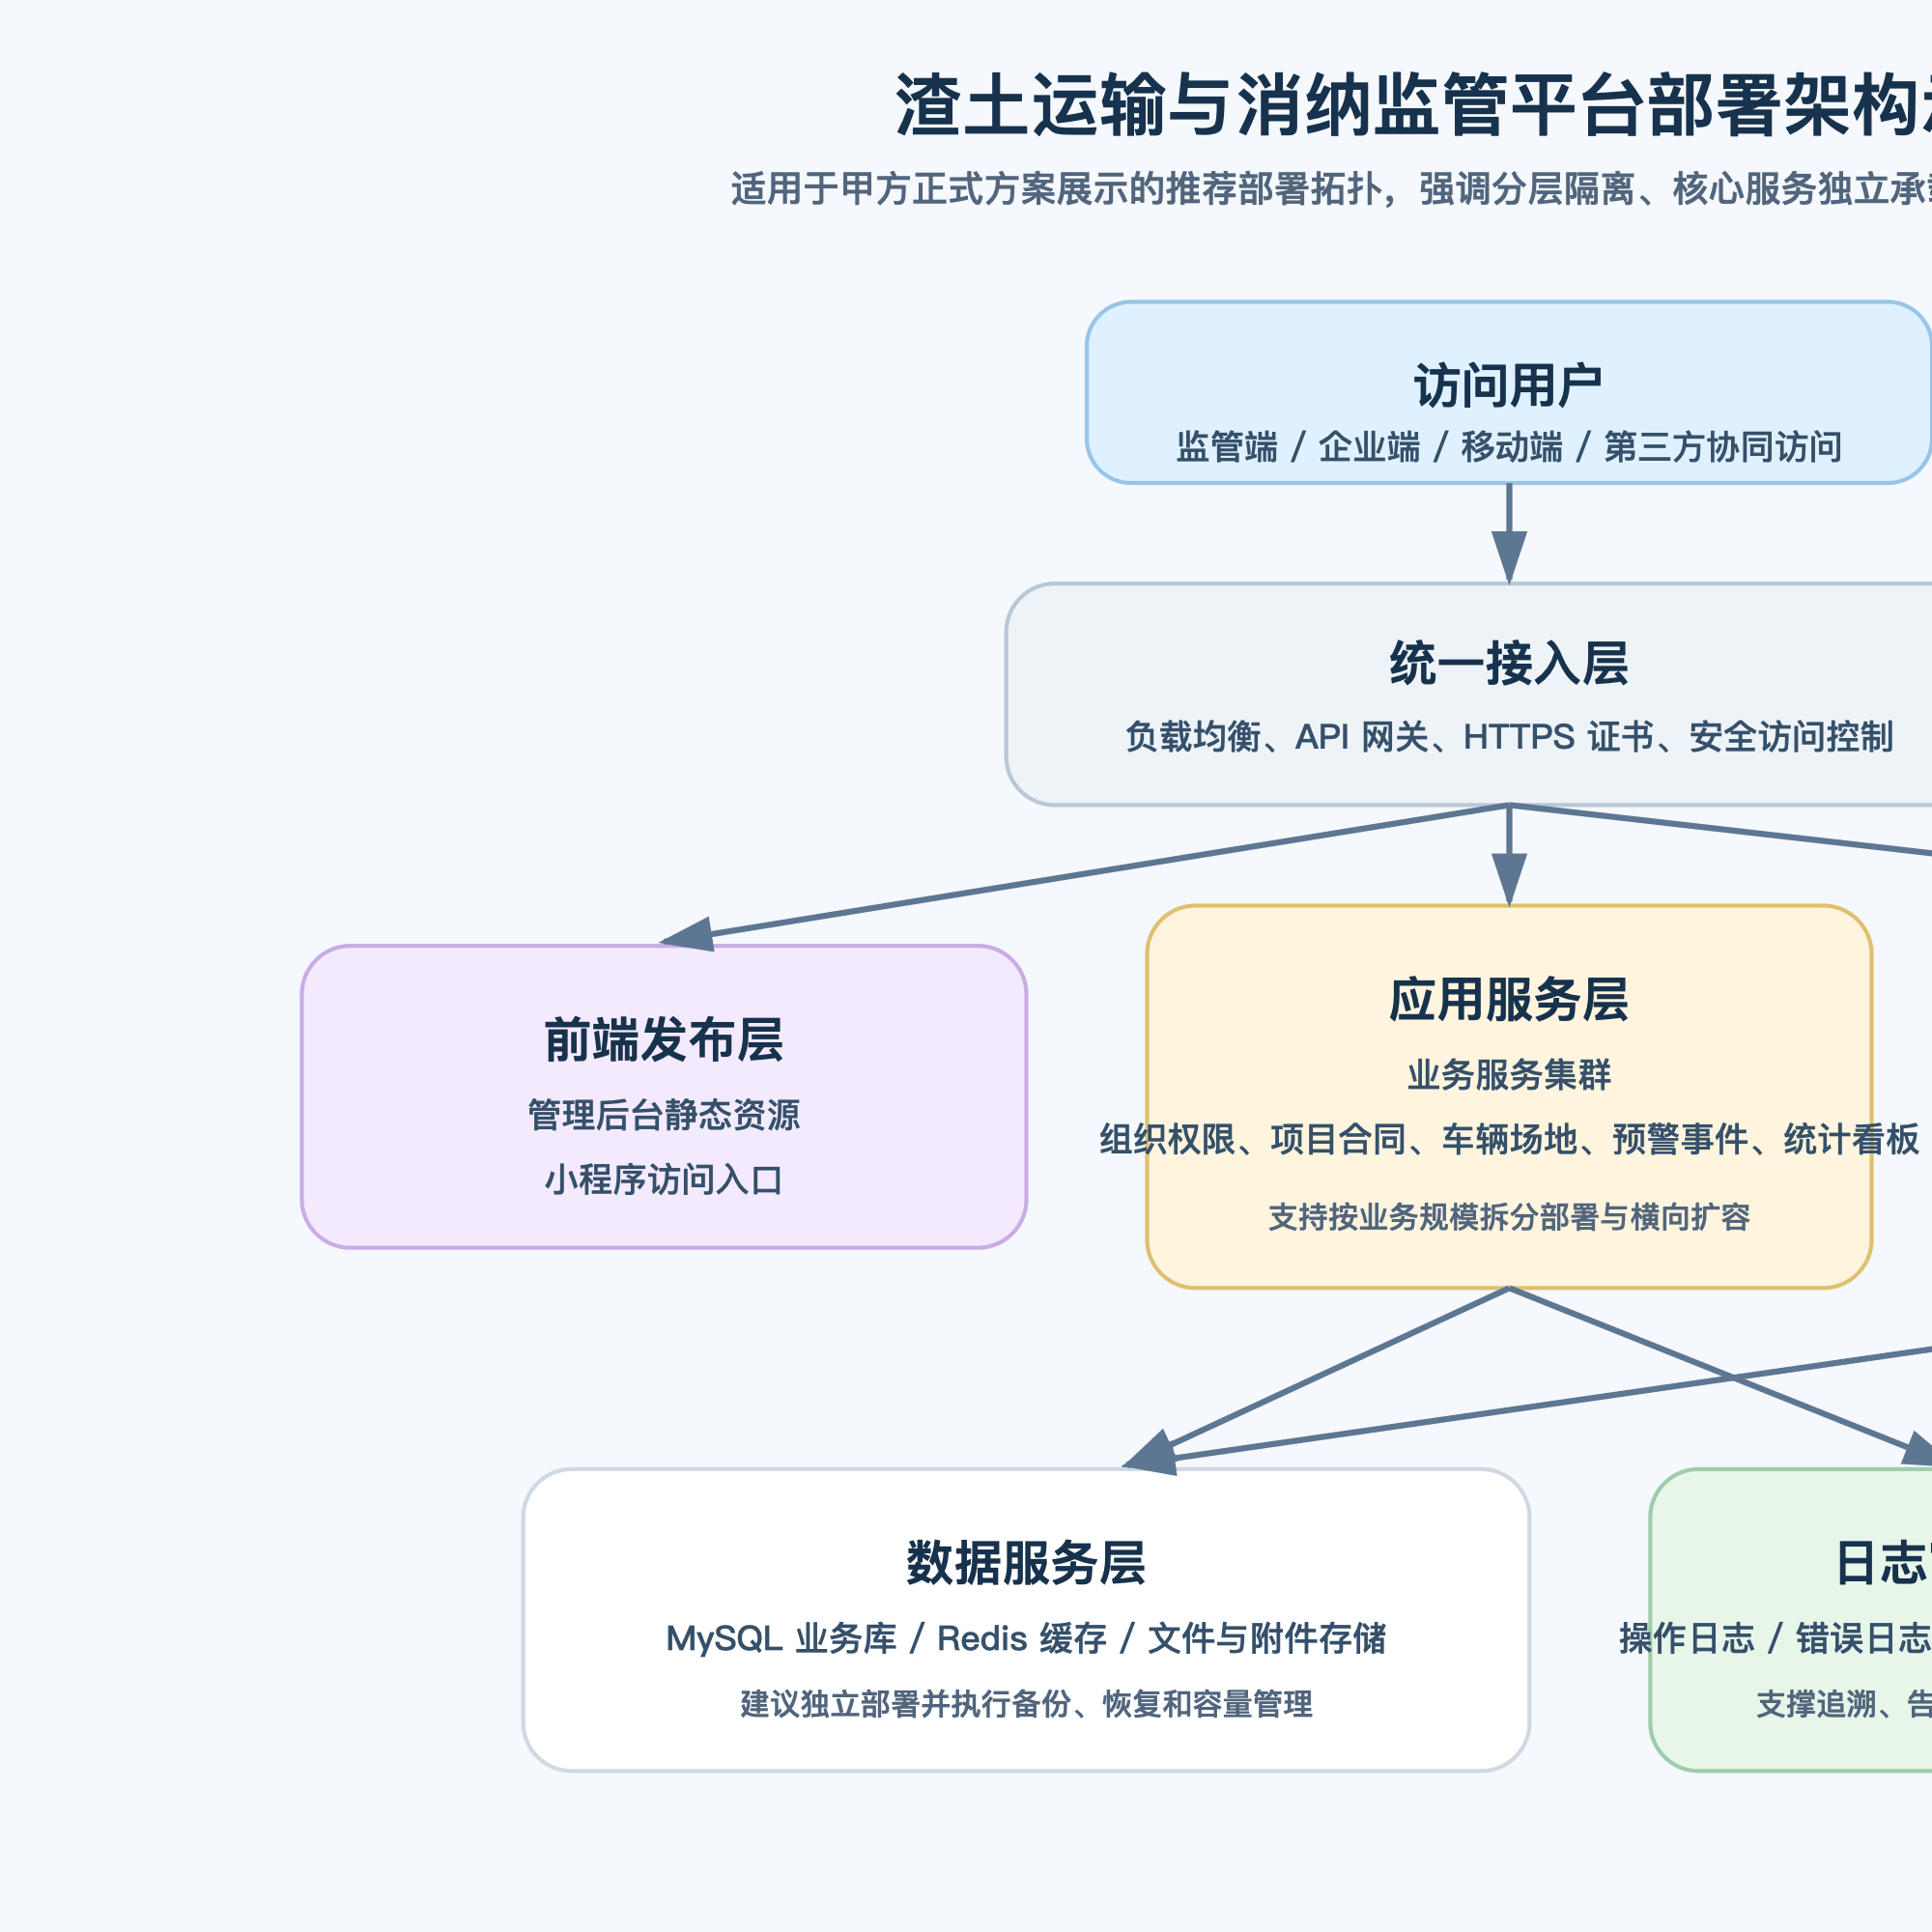 渣土运输与消纳监管平台部署架构
适用于甲方正式方案展示的推荐部署拓扑，强调分层隔离、核心服务独立承
访问用户
监管端 / 企业端 / 移动端 / 第三方协同访问
统一接入层
负载均衡、API 网关、HTTPS 证书、安全访问控制
前端发布层
管理后台静态资源
小程序访问入口
应用服务层
业务服务集群
组织权限、项目合同、车辆场地、预警事件、统计看板
支持按业务规模拆分部署与横向扩容
数据服务层
MySQL 业务库 / Redis 缓存 / 文件与附件存储
建议独立部署并执行备份、恢复和容量管理
日志
操作日志 / 错误日志
支撑追溯、告